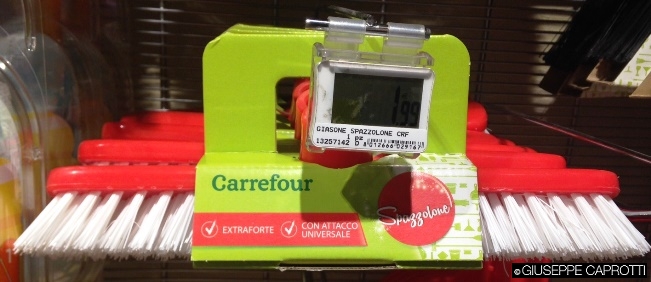 1,99
GIASONE SPAZZOLONE CRF
1 pz
13257142 D
Carrefour
EXTRAFORTE
CON ATTACCO
UNIVERSALE
Spazzolone
© GIUSEPPE CAPROTTI